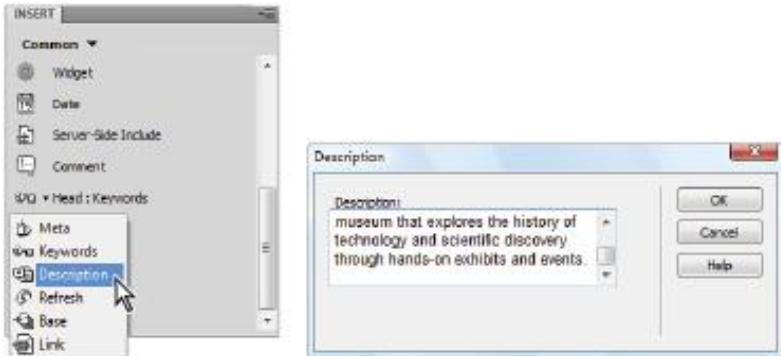 INSERT
Common
Widget
Date
Server-Side Include
Comment
Head : Keywords
Meta
Keywords
Description
Refresh
Base
Link
Description
Description:
museum that explores the history of
technology and scientific discovery
through hands-on exhibits and events.
OK
Cancel
Help